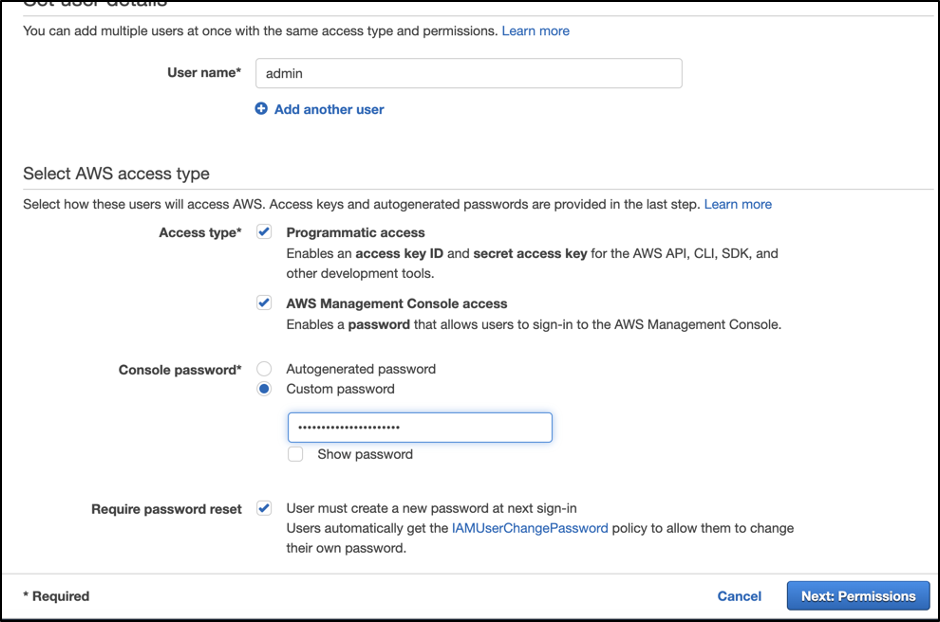 Set user details
You can add multiple users at once with the same access type and permissions. Learn more
User name* admin
Add another user
Select AWS access type
Select how these users will access AWS. Access keys and autogenerated passwords are provided in the last step. Learn more
Access type* Programmatic access
Enables an access key ID and secret access key for the AWS API, CLI, SDK, and
other development tools.
AWS Management Console access
Enables a password that allows users to sign-in to the AWS Management Console.
Console password* Autogenerated password
Custom password
••••••••••••••••••••••
Show password
Require password reset User must create a new password at next sign-in
Users automatically get the IAMUserChangePassword policy to allow them to change
their own password.
* Required Cancel Next: Permissions